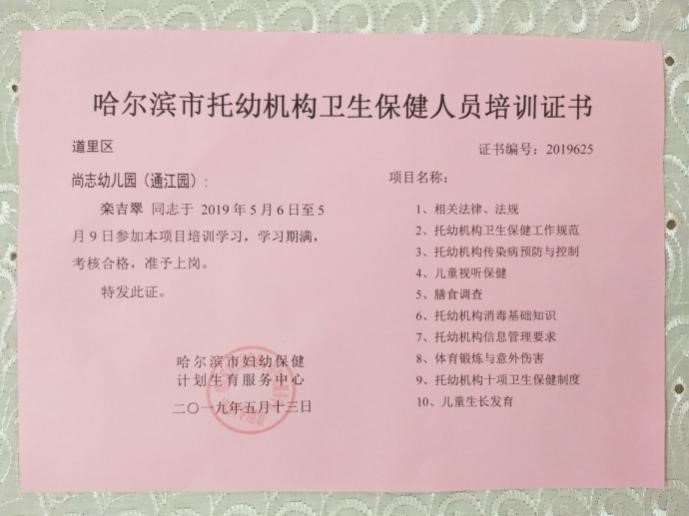 哈尔滨市托幼机构卫生保健人员培训证书
道里区
证书编号：2019625
尚志幼儿园（通江园）：
栾吉翠 同志于 2019 年 5 月 6 日至 5
月 9 日参加本项目培训学习，学习期满，
考核合格，准予上岗。
特发此证。
哈尔滨市妇幼保健
计划生育服务中心
二〇一九年五月十三日
项目名称：
1、相关法律、法规
2、托幼机构卫生保健工作规范
3、托幼机构传染病预防与控制
4、儿童视听保健
5、膳食调查
6、托幼机构消毒基础知识
7、托幼机构信息管理要求
8、体育锻炼与意外伤害
9、托幼机构十项卫生保健制度
10、儿童生长发育